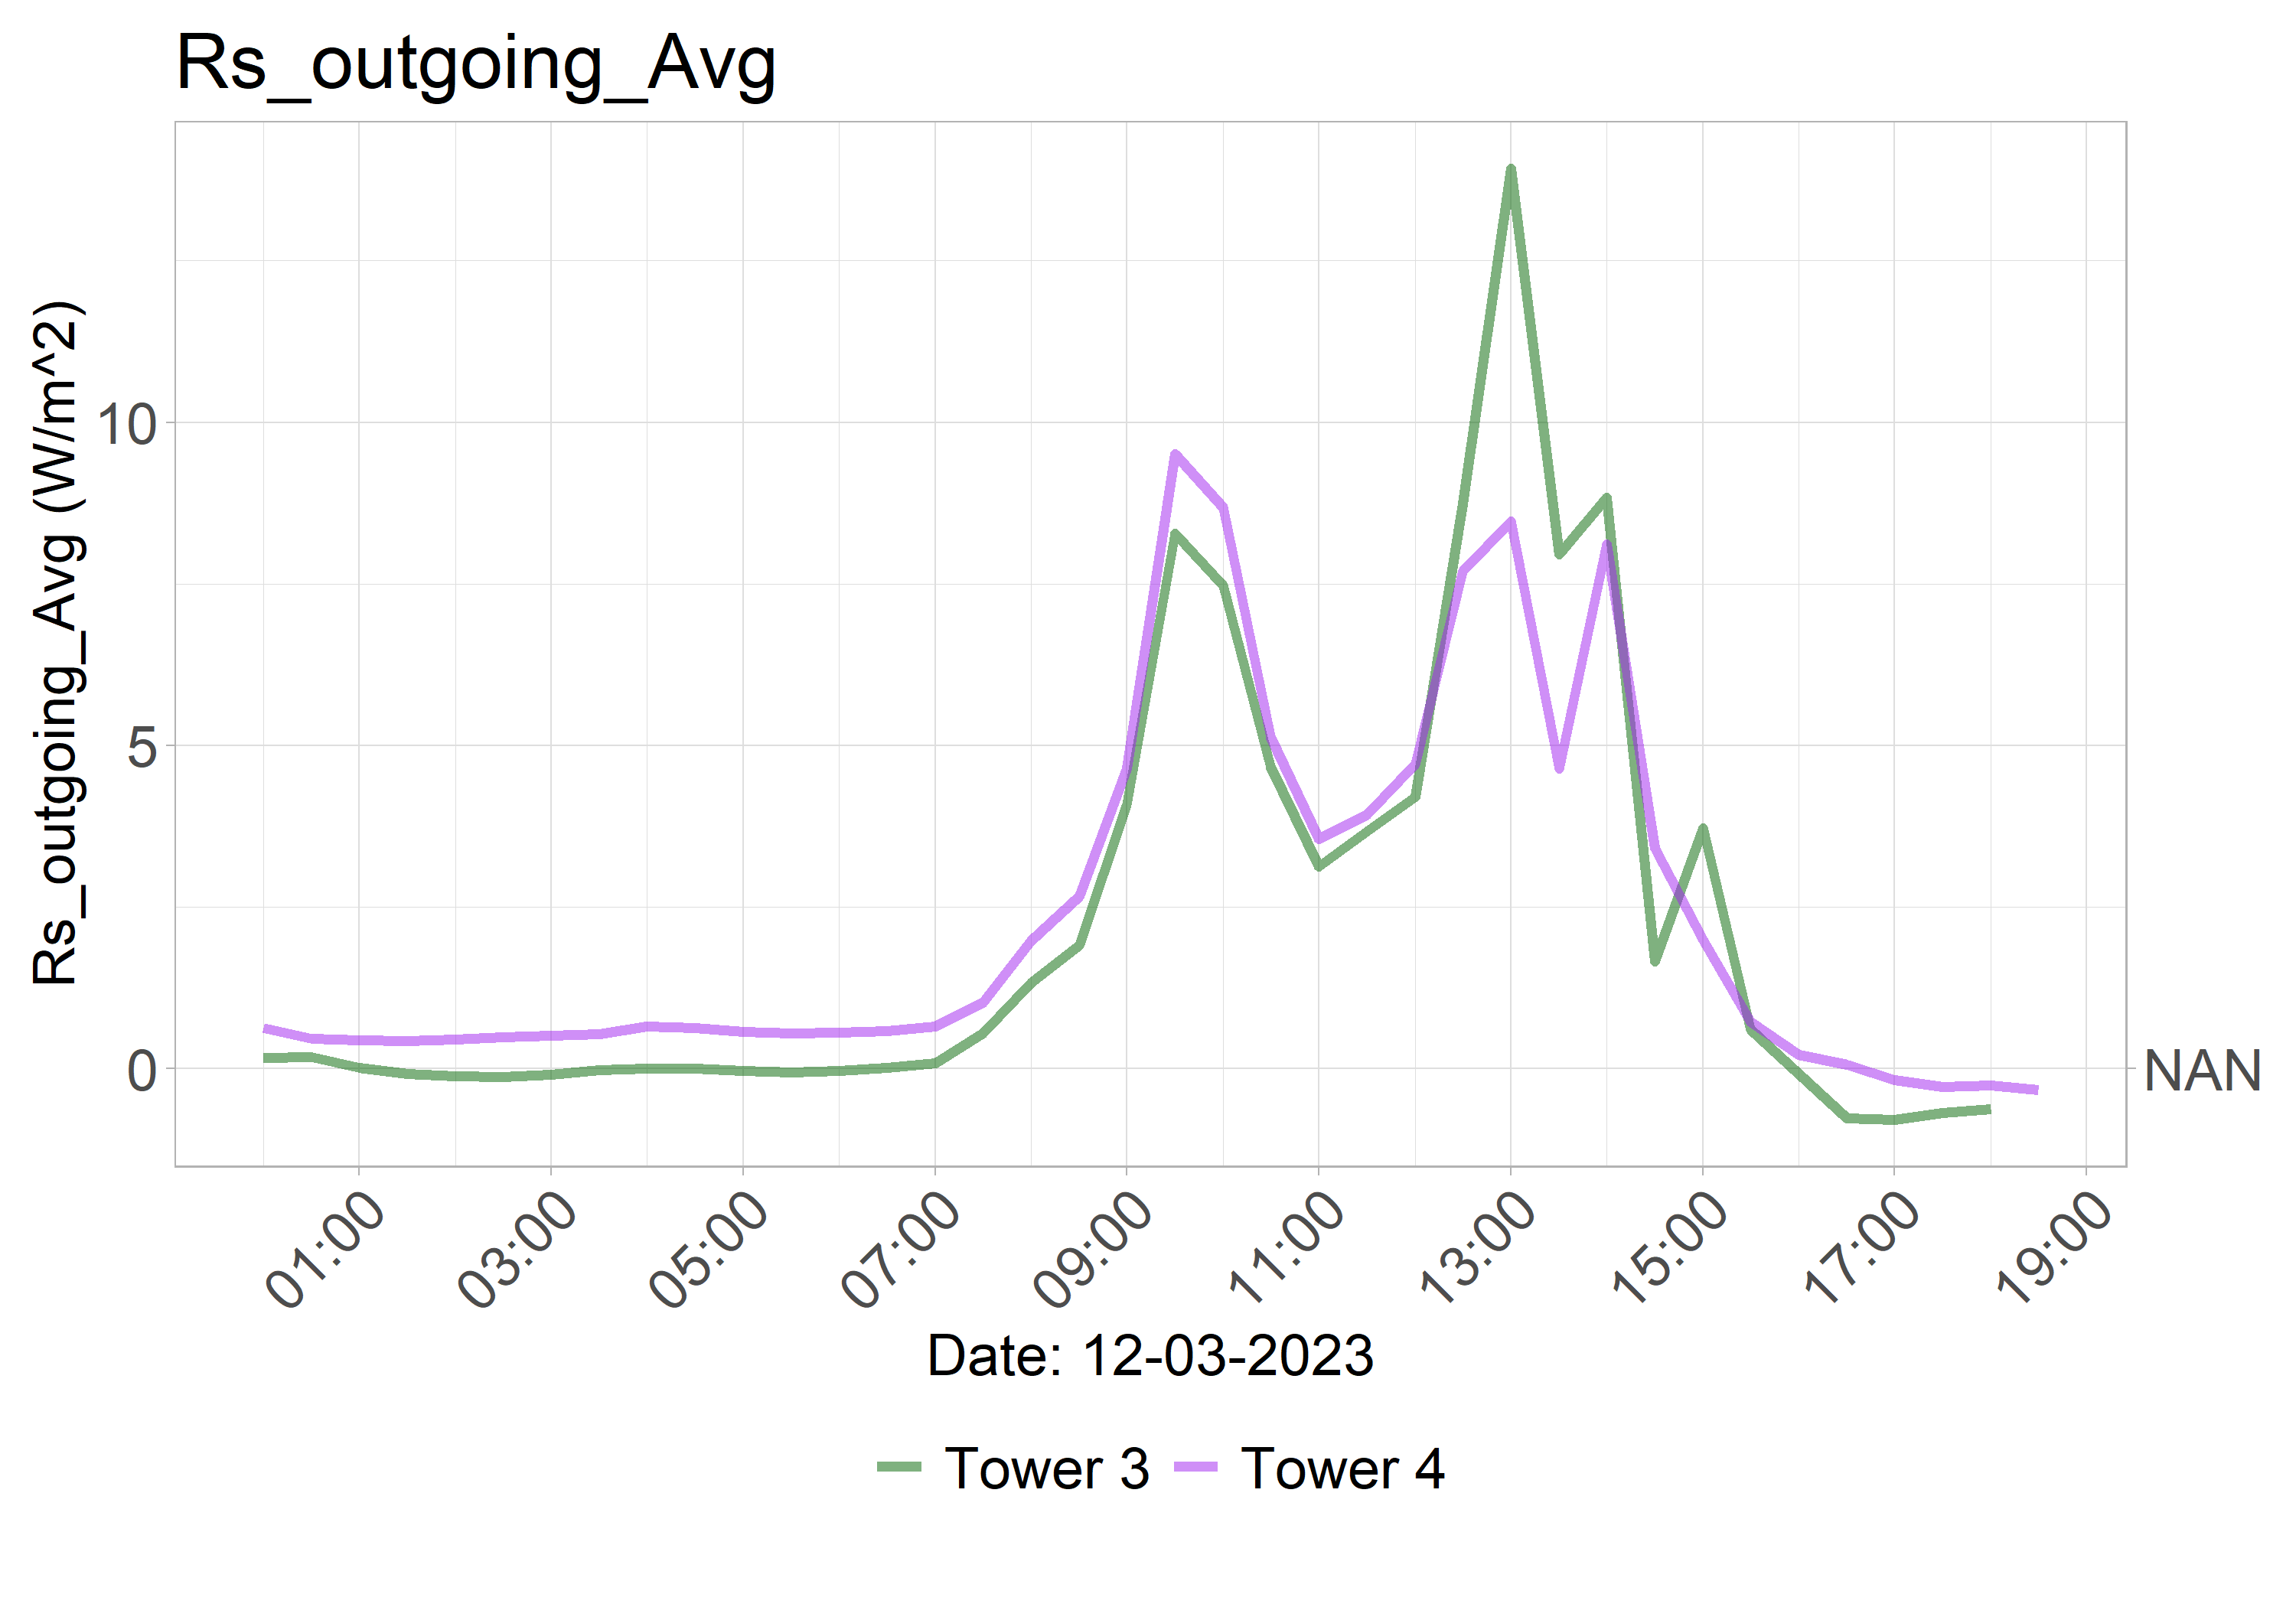 Rs_outgoing_Avg
Rs_outgoing_Avg (W/m^2)
10
5
0
NAN
01:00
03:00
05:00
07:00
09:00
11:00
13:00
15:00
17:00
19:00
Date: 12-03-2023
Tower 3
Tower 4